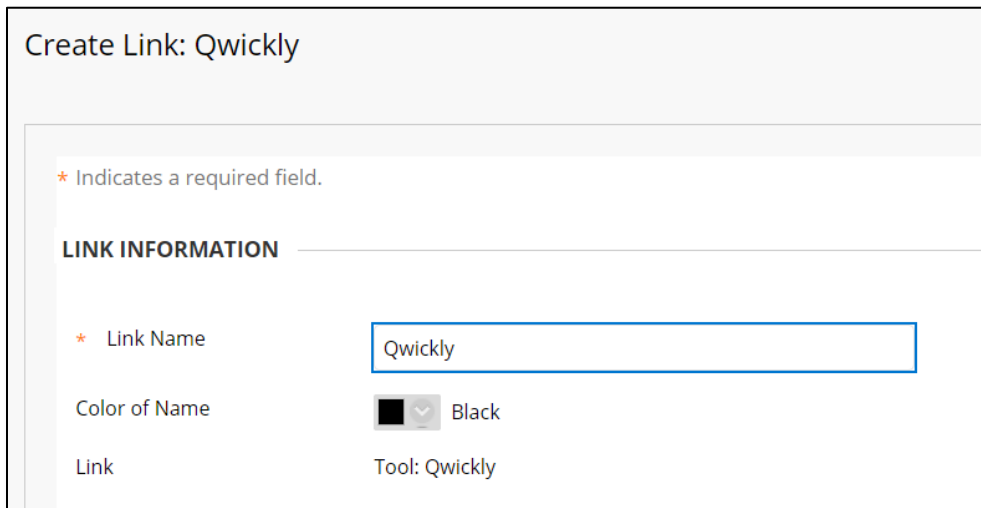 Create Link: Qwickly
* Indicates a required field.
LINK INFORMATION
* Link Name Qwickly
Color of Name Black
Link Tool: Qwickly